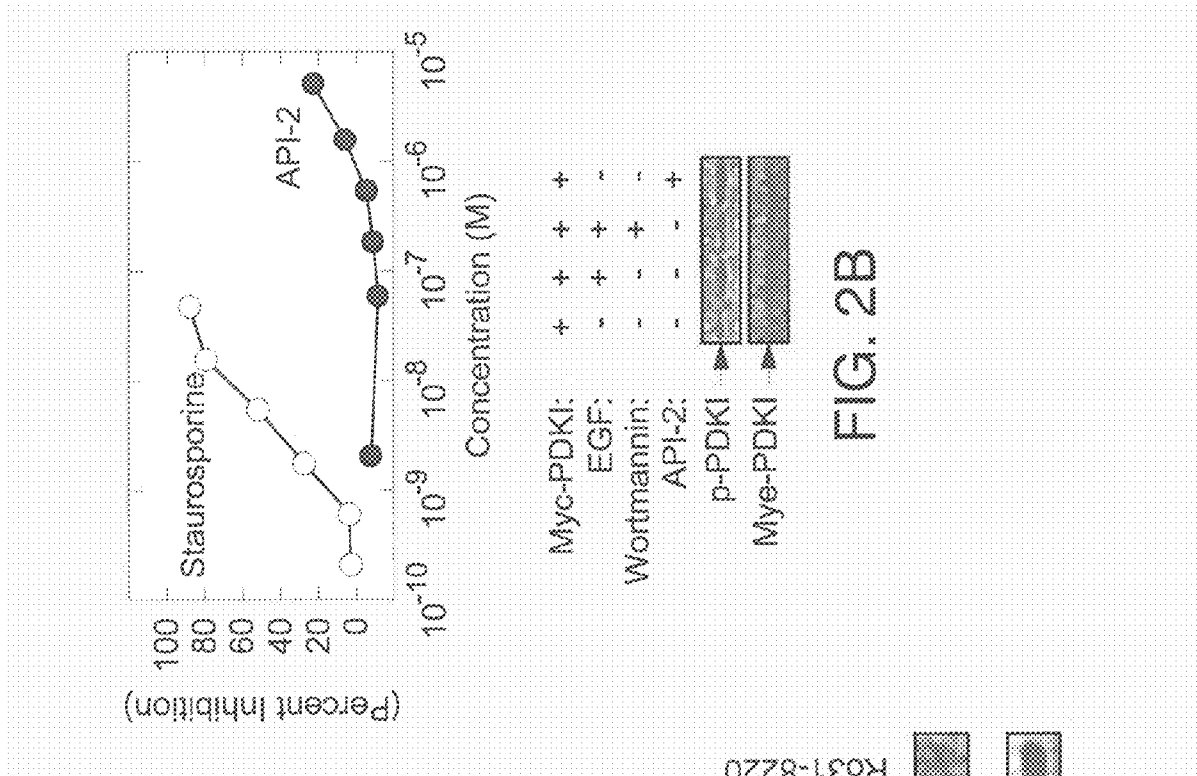 (Percent Inhibition)
100
80
60
40
20
0
Staurosporine
API-2
10-10
10-9
10-8
10-7
10-6
10-5
Concentration (M)
Myc-PDKI: + + + +
EGF: - + + -
Wortmannin: - - + -
API-2: - - - +
p-PDKI
Mye-PDKI
FIG. 2B
Ro31-8220